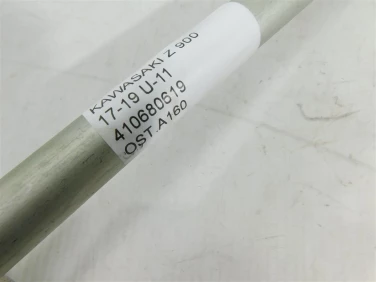 KAWASAKI Z 900
17-19 U-11
410680619
OST.A160